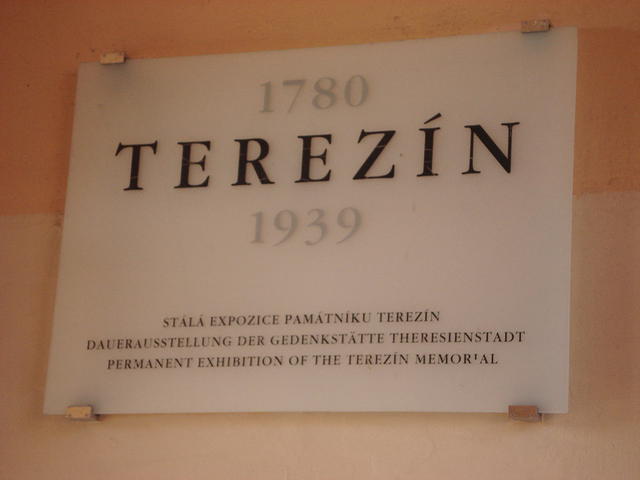 1780
TEREZÍN
1939
STÁLÁ EXPOZICE PAMÁTNÍKU TEREZÍN
DAUERAUSSTELLUNG DER GEDENKSTÄTTE THERESIENSTADT
PERMANENT EXHIBITION OF THE TEREZÍN MEMORIAL